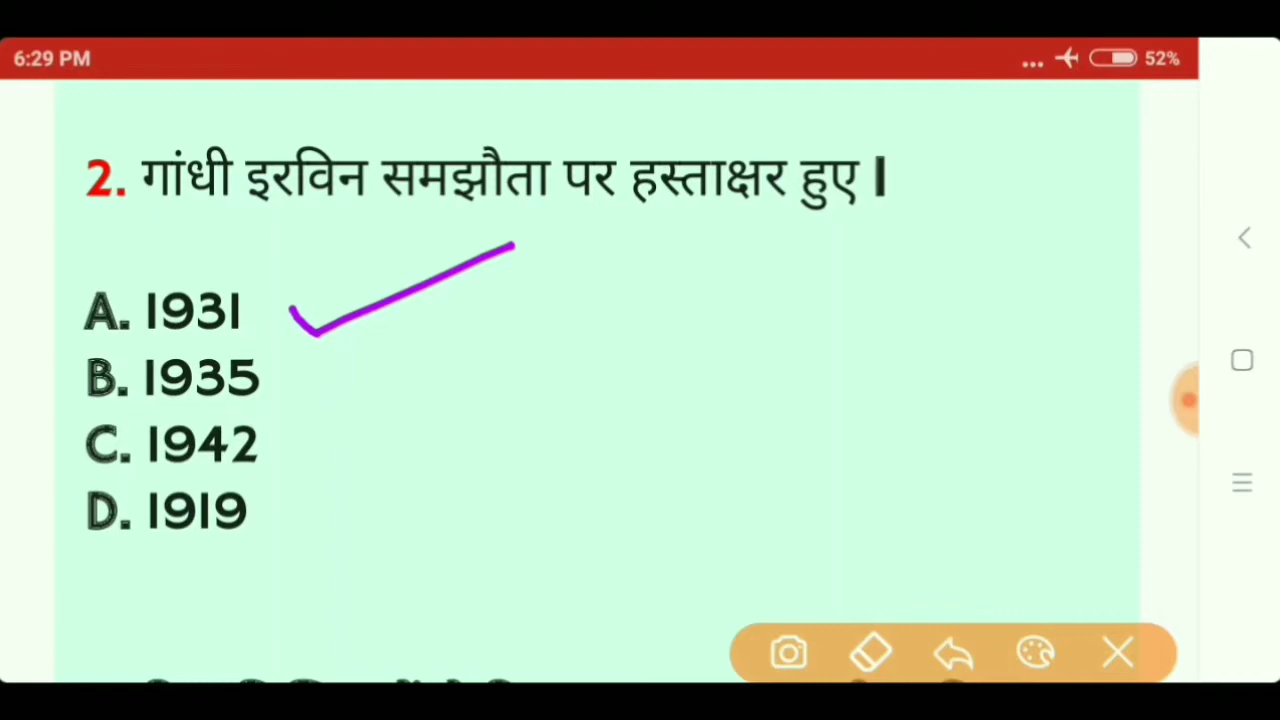 6:29 PM
... 52%
2. गांधी इरविन समझौता पर हस्ताक्षर हुए I
A. 1931
B. 1935
C. 1942
D. 1919